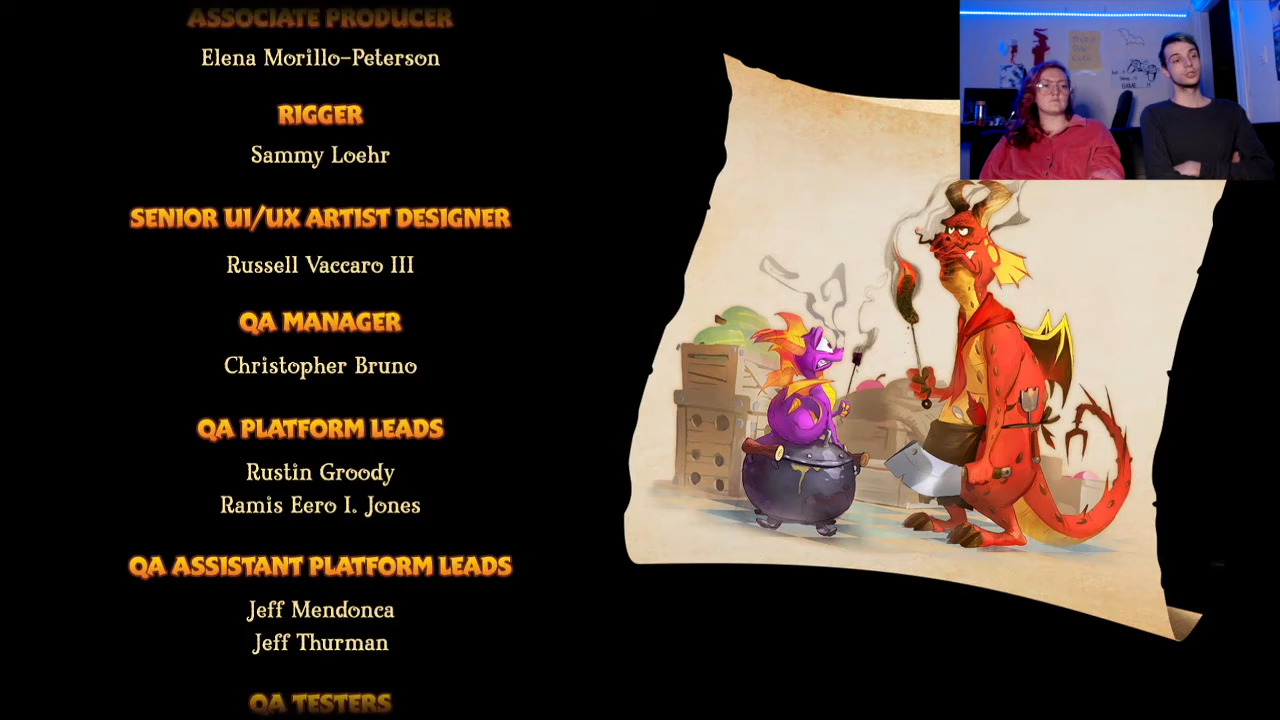 ASSOCIATE PRODUCER
Elena Morillo-Peterson
RIGGER
Sammy Loehr
SENIOR UI/UX ARTIST DESIGNER
Russell Vaccaro III
QA MANAGER
Christopher Bruno
QA PLATFORM LEADS
Rustin Groody
Ramis Eero I. Jones
QA ASSISTANT PLATFORM LEADS
Jeff Mendonca
Jeff Thurman
QA TESTERS